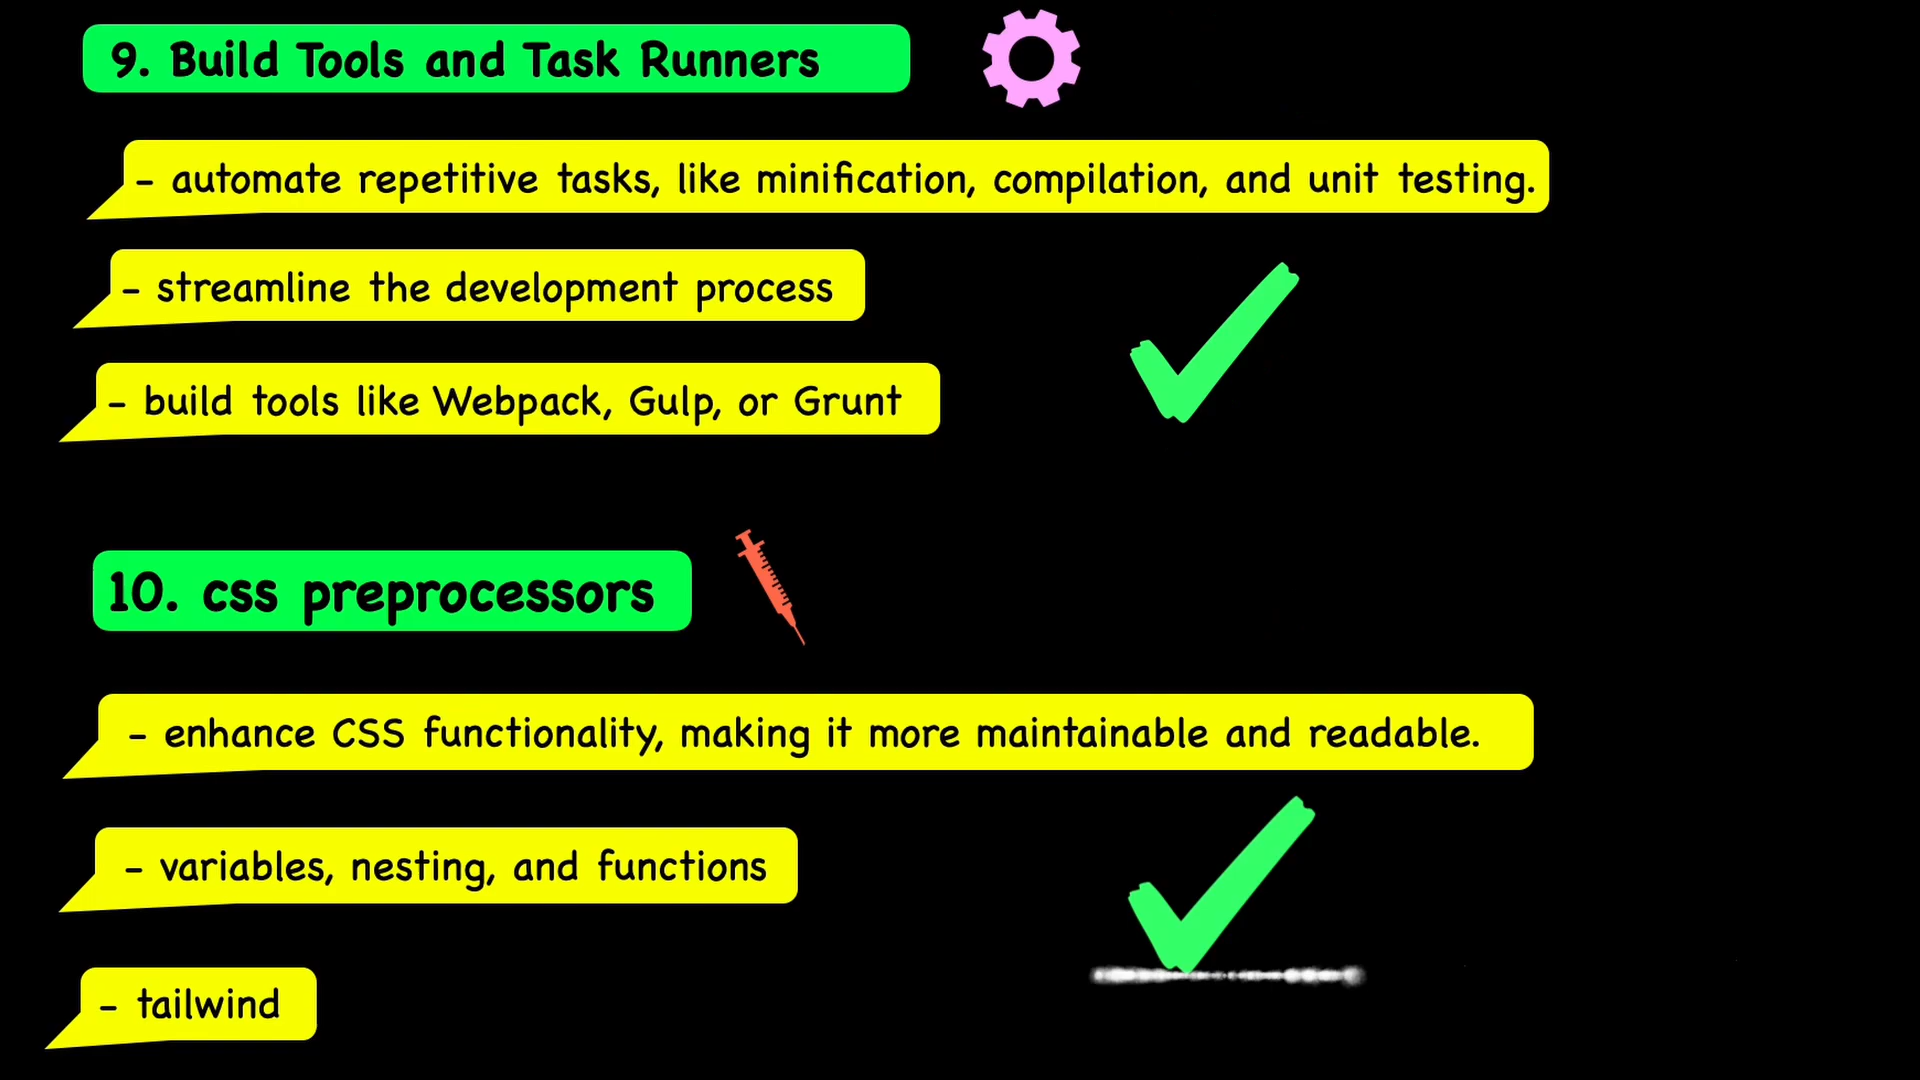 9. Build Tools and Task Runners
- automate repetitive tasks, like minification, compilation, and unit testing.
- streamline the development process
- build tools like Webpack, Gulp, or Grunt
10. css preprocessors
- enhance CSS functionality, making it more maintainable and readable.
- variables, nesting, and functions
- tailwind